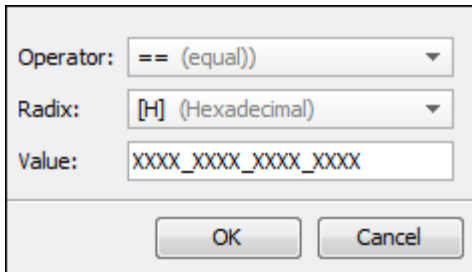 Operator: == (equal))
Radix: [H] (Hexadecimal)
Value: XXXX_XXXX_XXXX_XXXX
OK Cancel